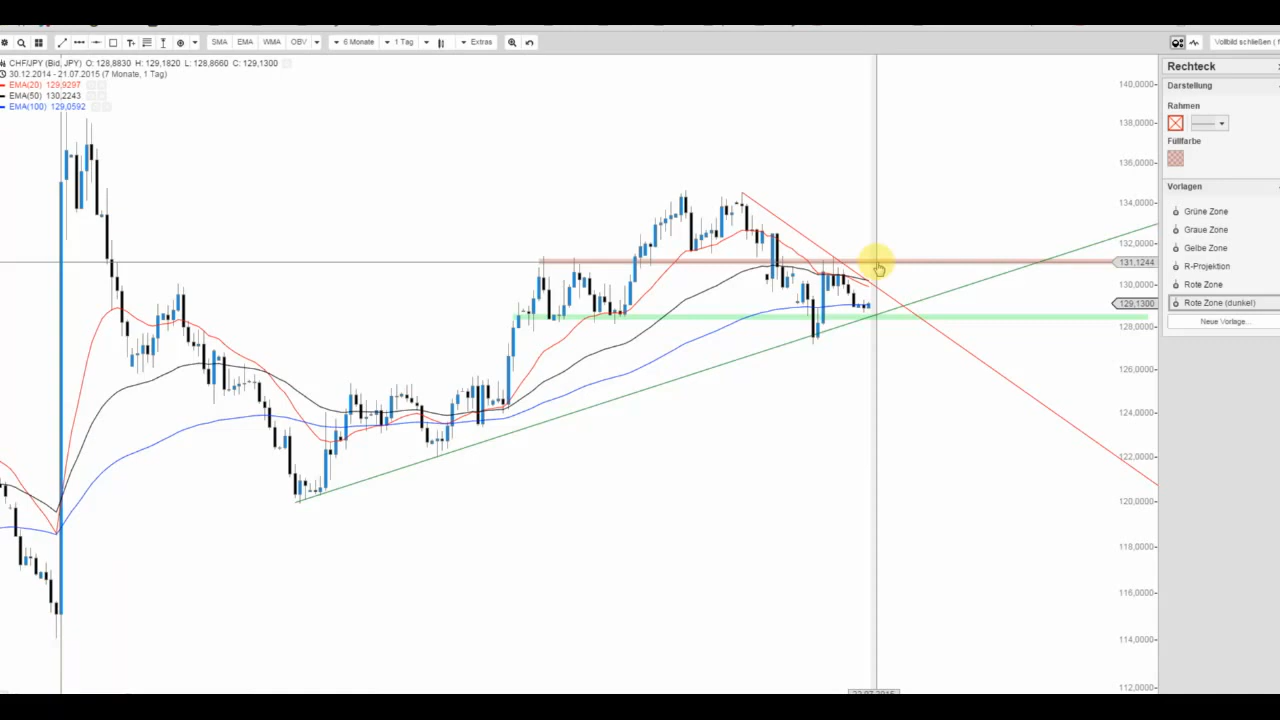 SMA EMA WMA OBV 6 Monate 1 Tag Extras Vollbild schließen (
CHF/JPY (Bid, JPY) O: 128,8830 H: 129,1820 L: 128,8660 C: 129,1300
30.12.2014 - 21.07.2015 (7 Monate, 1 Tag)
EMA(20) 129,9297
EMA(50) 130,2243
EMA(100) 129,0592
140,0000
138,0000
136,0000
134,0000
132,0000
131,1244
130,0000
129,1300
128,0000
126,0000
124,0000
122,0000
120,0000
118,0000
116,0000
114,0000
112,0000
Rechteck
Darstellung
Rahmen
Füllfarbe
Vorlagen
Grüne Zone
Graue Zone
Gelbe Zone
R-Projektion
Rote Zone
Rote Zone (dunkel)
Neue Vorlage...